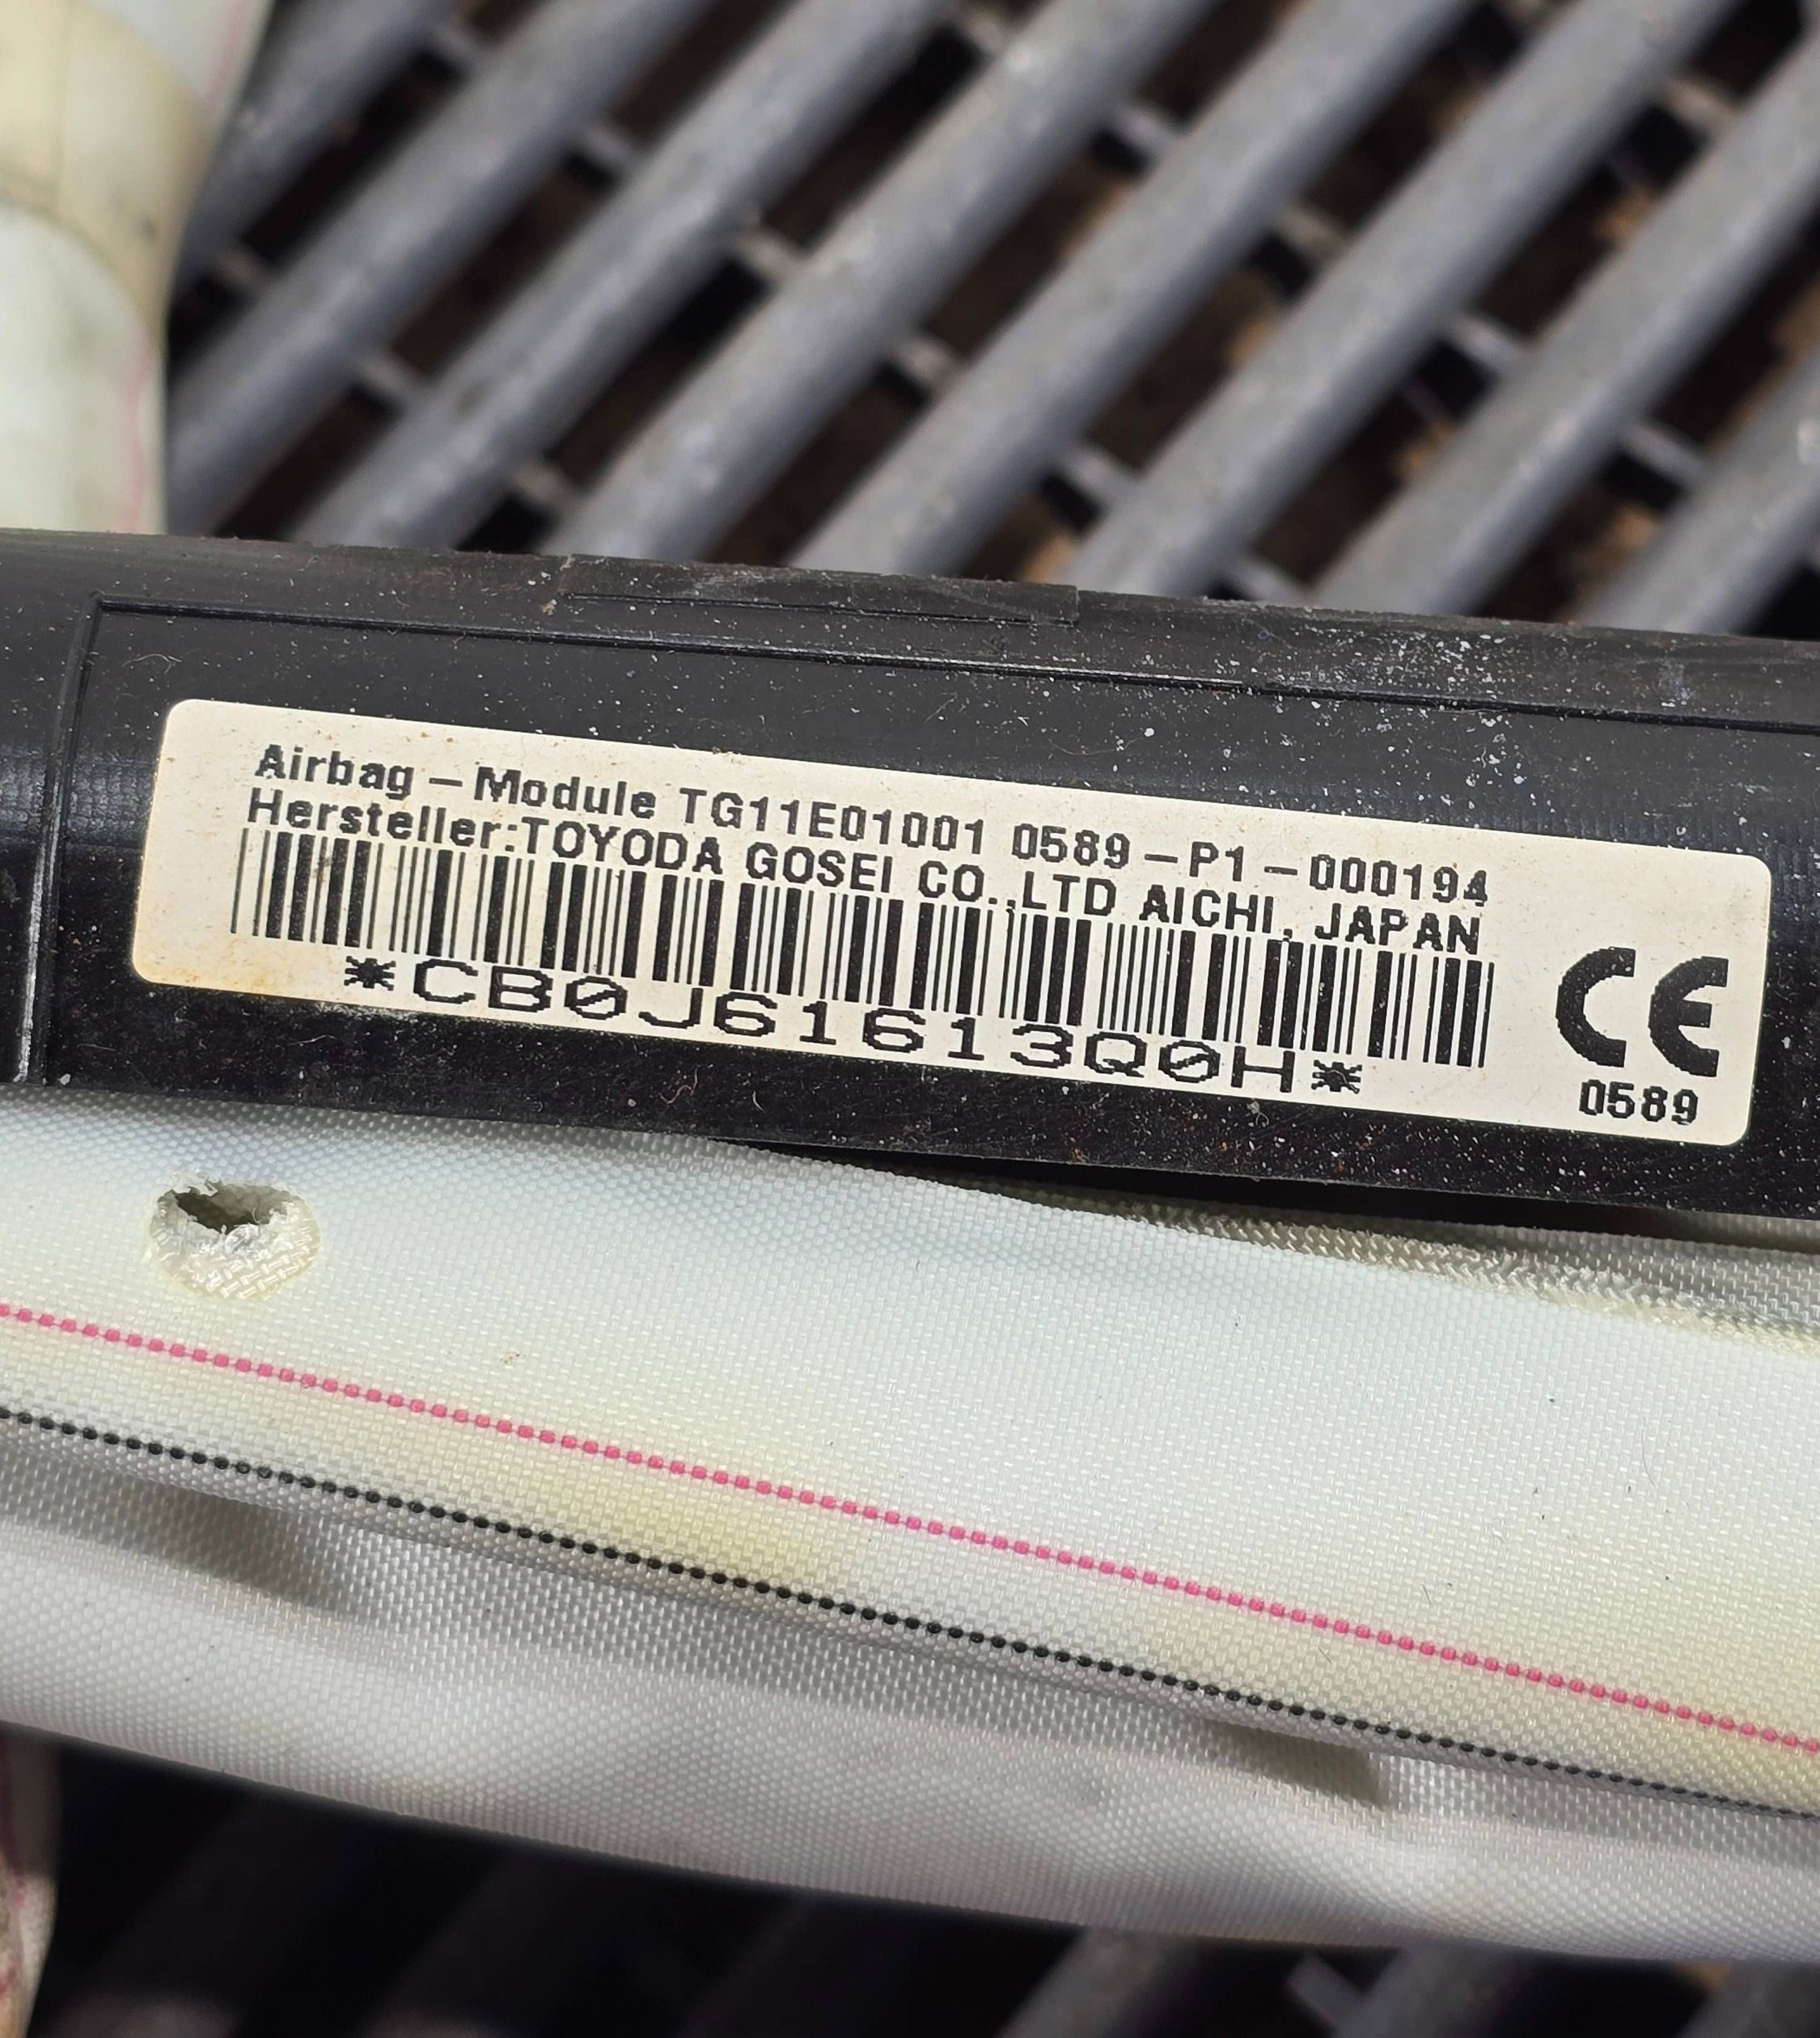 Airbag – Module TG11E01001 0589 – P1 – 000194
Hersteller:TOYODA GOSEI CO.,LTD AICHI, JAPAN
*CB0J61613Q0H*
CE
0589